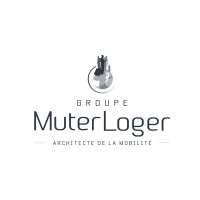 GROUPE
MuterLoger
ARCHITECTE DE LA MOBILITÉ